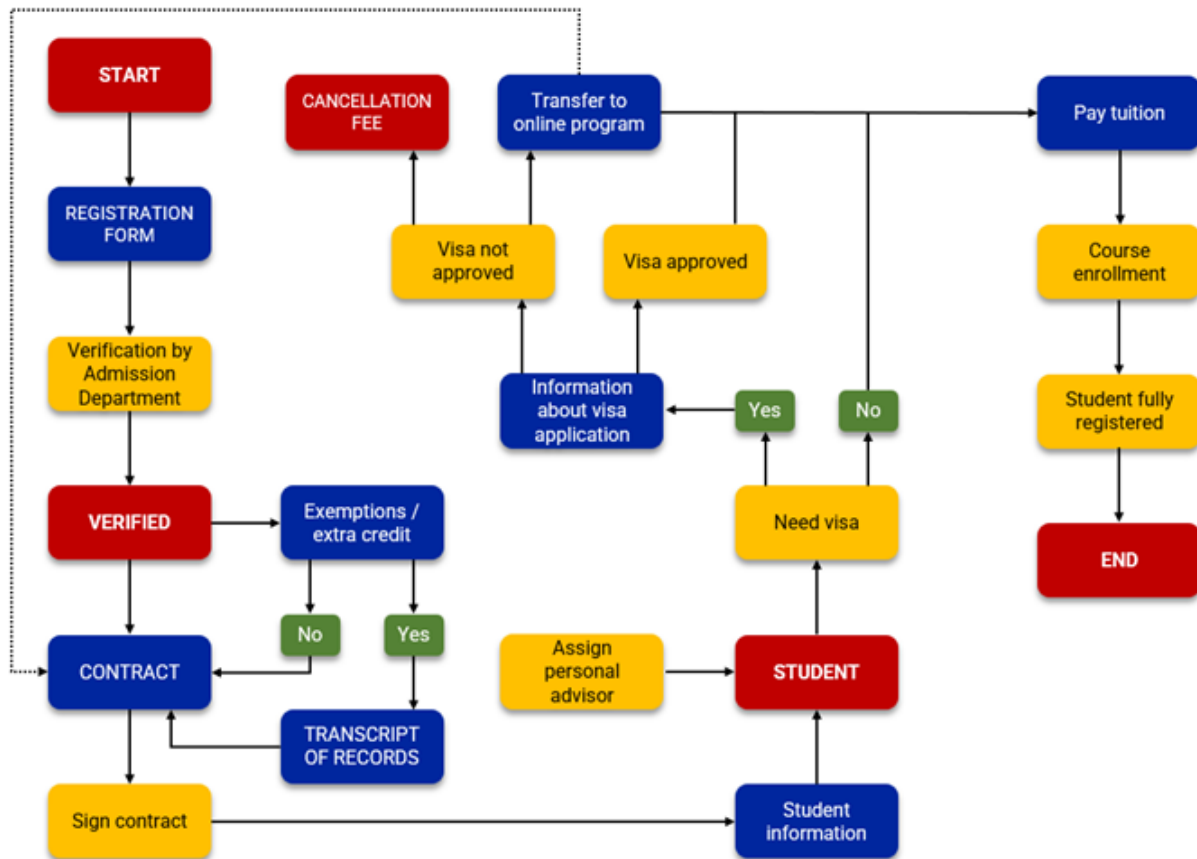 START
REGISTRATION
FORM
Verification by
Admission
Department
VERIFIED
Exemptions /
extra credit
No
Yes
CONTRACT
TRANSCRIPT
OF RECORDS
Sign contract
Student
information
Assign
personal
advisor
STUDENT
Need visa
Yes
No
Information
about visa
application
Visa not
approved
Visa approved
CANCELLATION
FEE
Transfer to
online program
Pay tuition
Course
enrollment
Student fully
registered
END